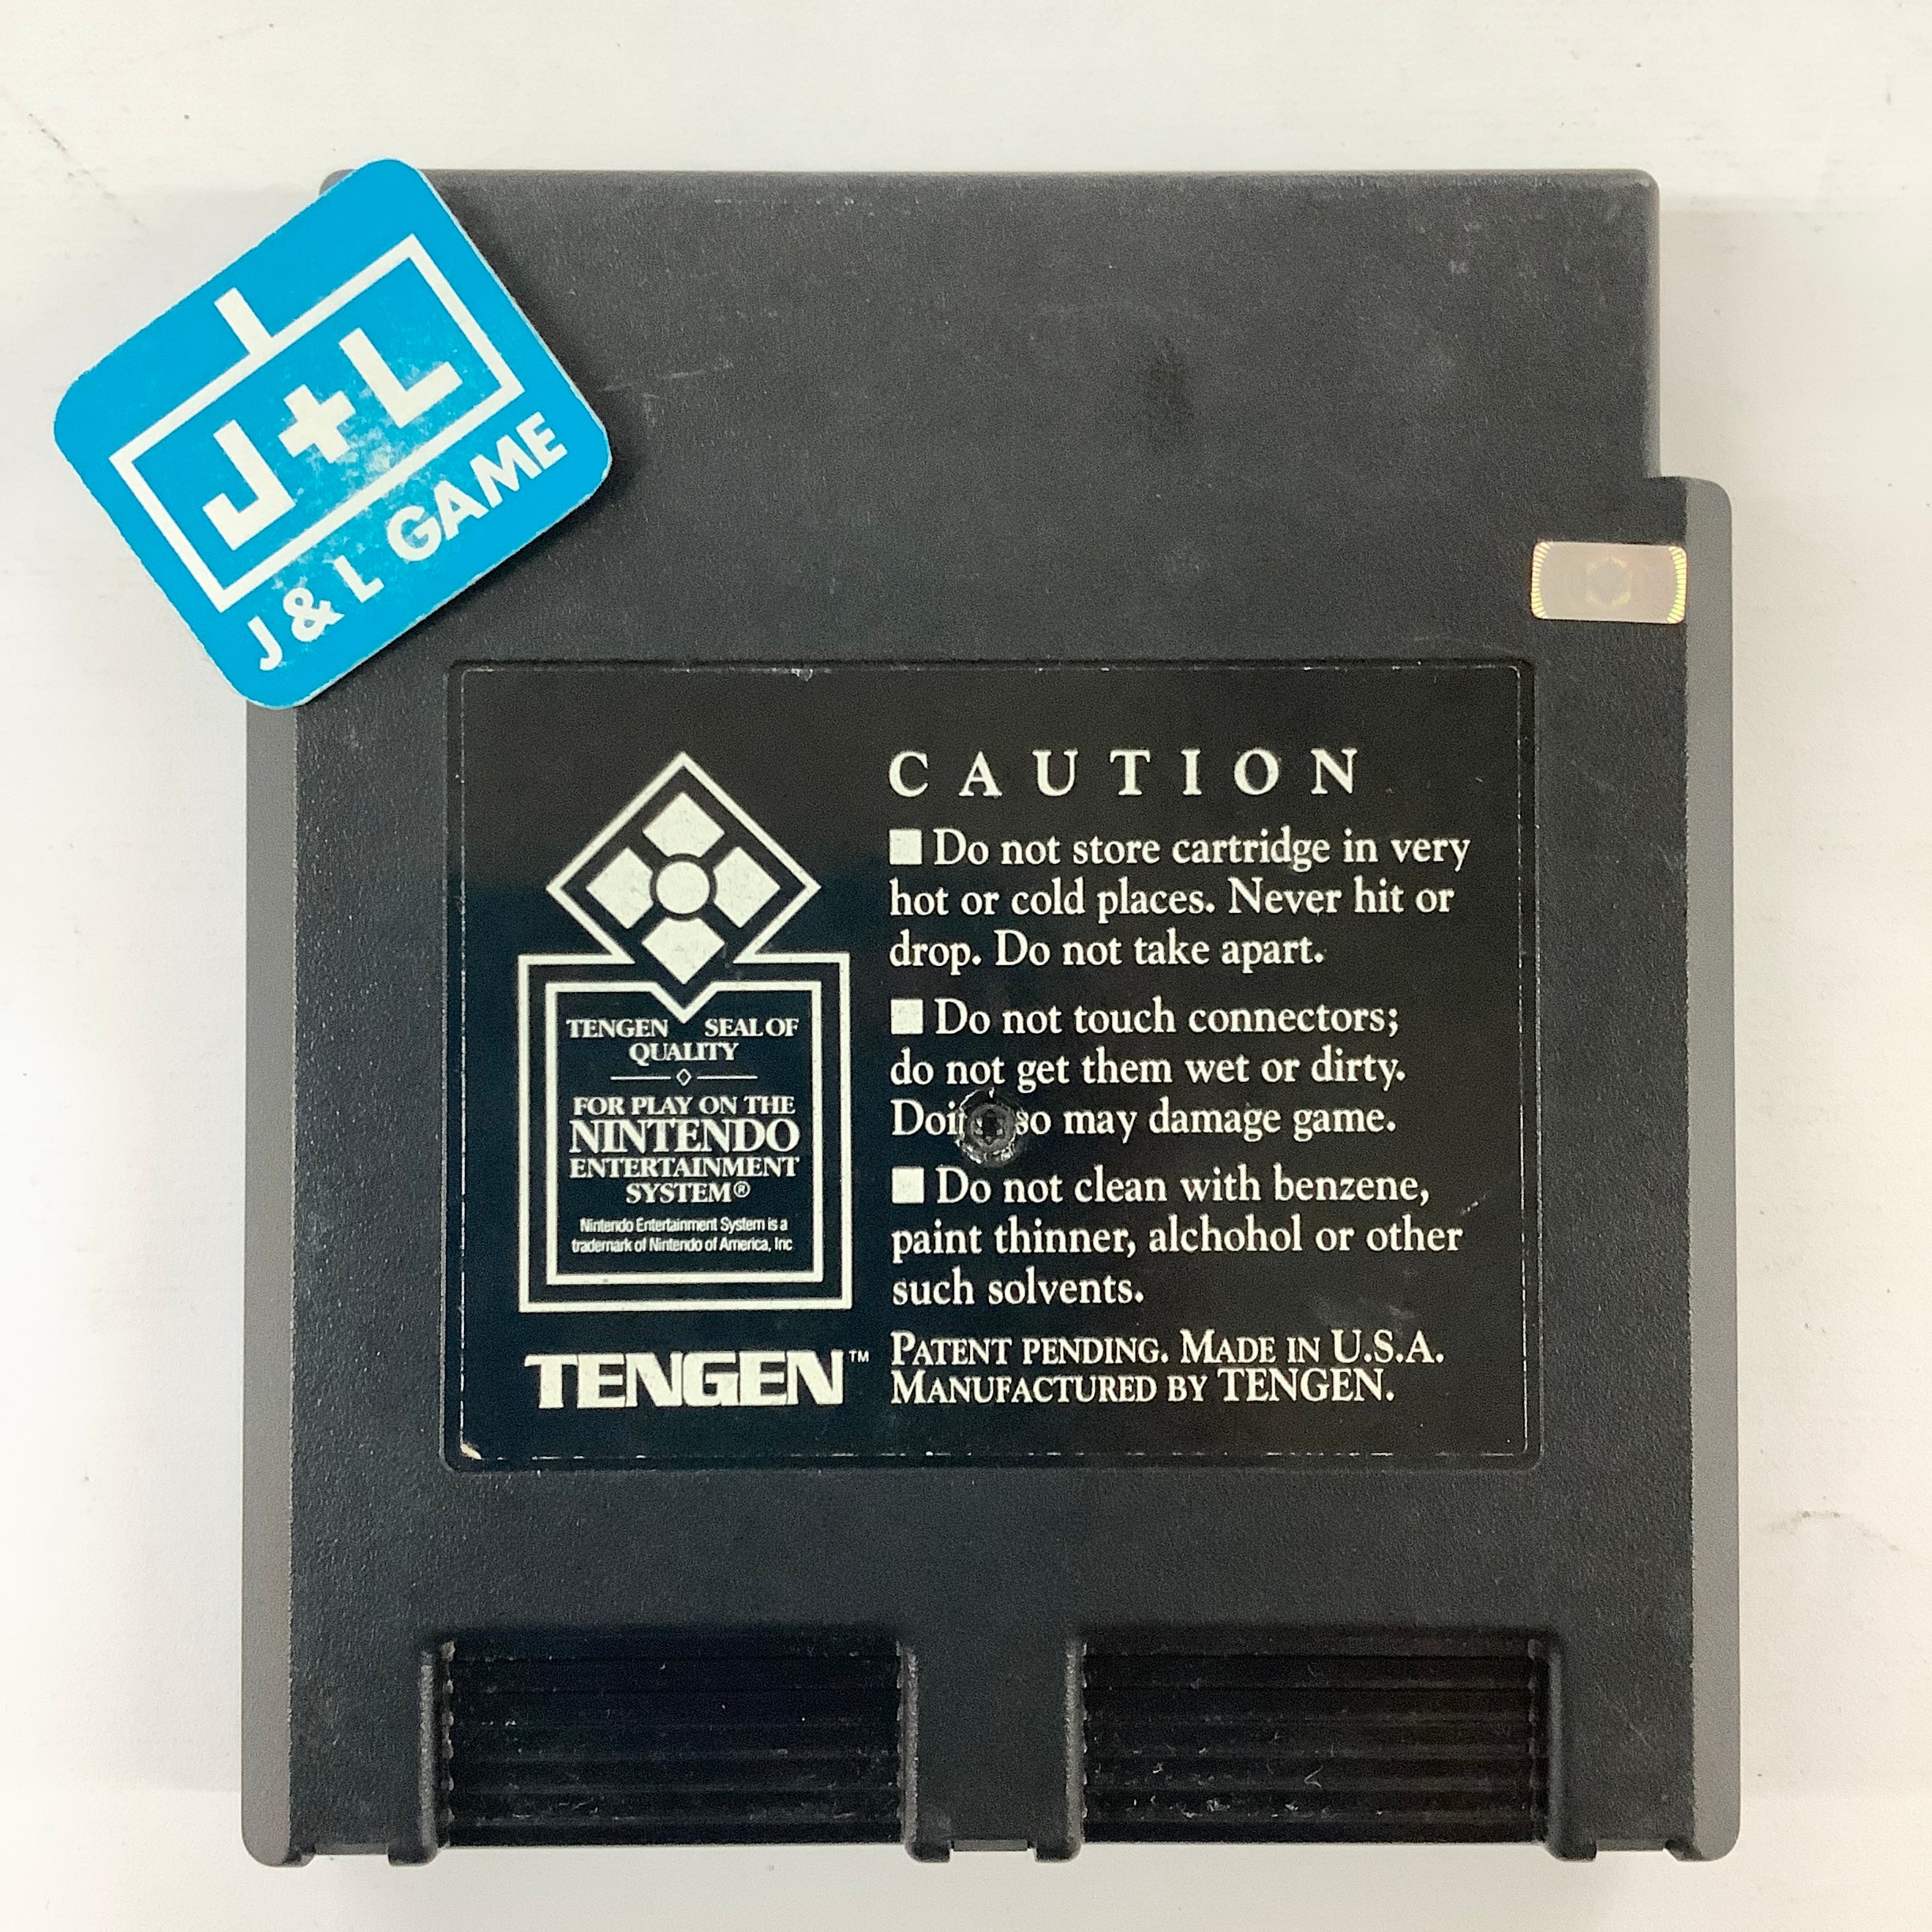 J+L
J & L GAME
CAUTION
■ Do not store cartridge in very
hot or cold places. Never hit or
drop. Do not take apart.
■ Do not touch connectors;
do not get them wet or dirty.
Doi so may damage game.
■ Do not clean with benzene,
paint thinner, alchohol or other
such solvents.
PATENT PENDING. MADE IN U.S.A.
MANUFACTURED BY TENGEN.
TENGEN SEAL OF
QUALITY
FOR PLAY ON THE
NINTENDO
ENTERTAINMENT
SYSTEM®
Nintendo Entertainment System is a
trademark of Nintendo of America, Inc
TENGEN™